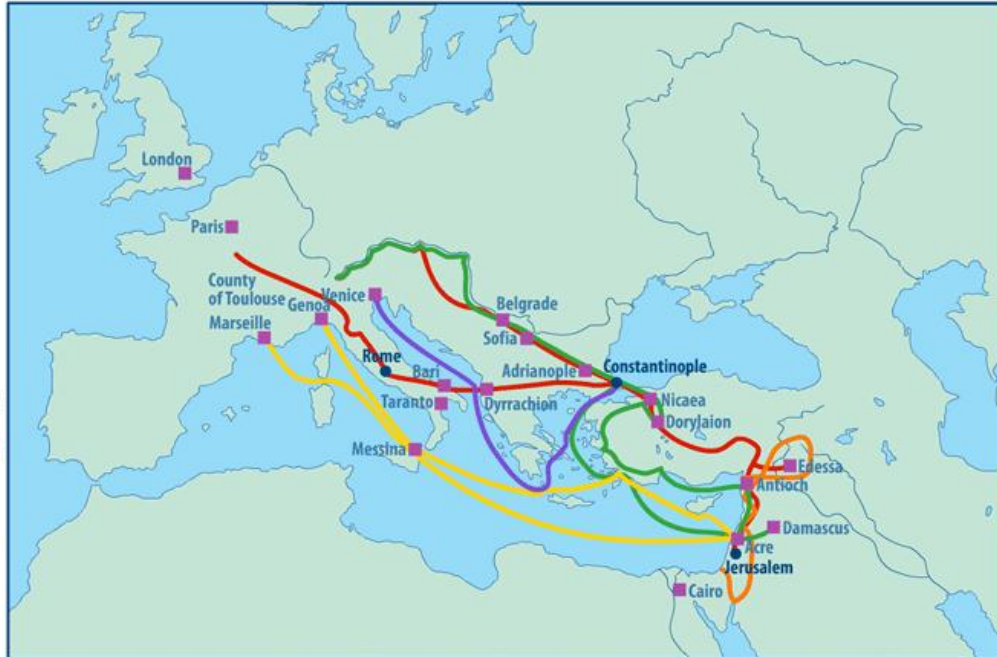 London
Paris
County
of Toulouse
Genoa
Venice
Marseille
Belgrade
Sofia
Rome
Bari
Adrianople
Constantinople
Taranto
Dyrrachion
Nicaea
Dorylaion
Messina
Edessa
Antioch
Damascus
Acre
Jerusalem
Cairo